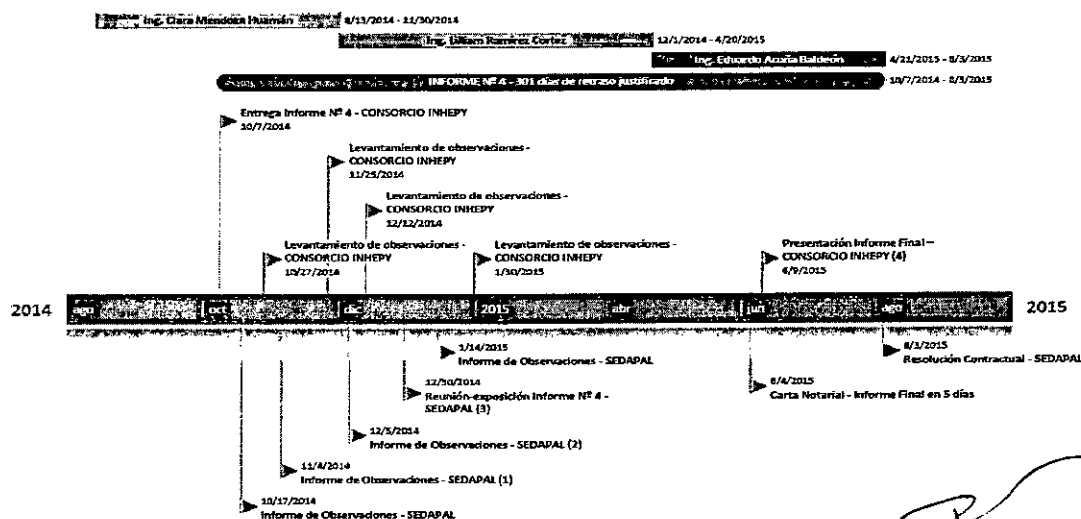 Ing. Clara Mendoza Huamán 8/13/2014 - 11/30/2014
Ing. William Ramírez Cortez 12/1/2014 - 4/20/2015
Ing. Eduardo Acuña Baldeón 4/21/2015 - 8/3/2015
INFORME Nº 4 - 301 días de retraso justificado 10/7/2014 - 8/3/2015
Entrega Informe Nº 4 - CONSORCIO INHEPY
10/7/2014
Levantamiento de observaciones -
CONSORCIO INHEPY
11/25/2014
Levantamiento de observaciones -
CONSORCIO INHEPY
12/12/2014
Levantamiento de observaciones -
CONSORCIO INHEPY
10/27/2014
Levantamiento de observaciones -
CONSORCIO INHEPY
1/30/2015
Presentación Informe Final –
CONSORCIO INHEPY (4)
6/9/2015
2014 ago oct dic 2015 abr jun ago 2015
1/14/2015
Informe de Observaciones - SEDAPAL
8/3/2015
Resolución Contractual - SEDAPAL
12/30/2014
Reunión-exposición Informe Nº 4 -
SEDAPAL (3)
6/4/2015
Carta Notarial - Informe Final en 5 días
12/5/2014
Informe de Observaciones - SEDAPAL (2)
11/4/2014
Informe de Observaciones - SEDAPAL (1)
10/17/2014
Informe de Observaciones - SEDAPAL